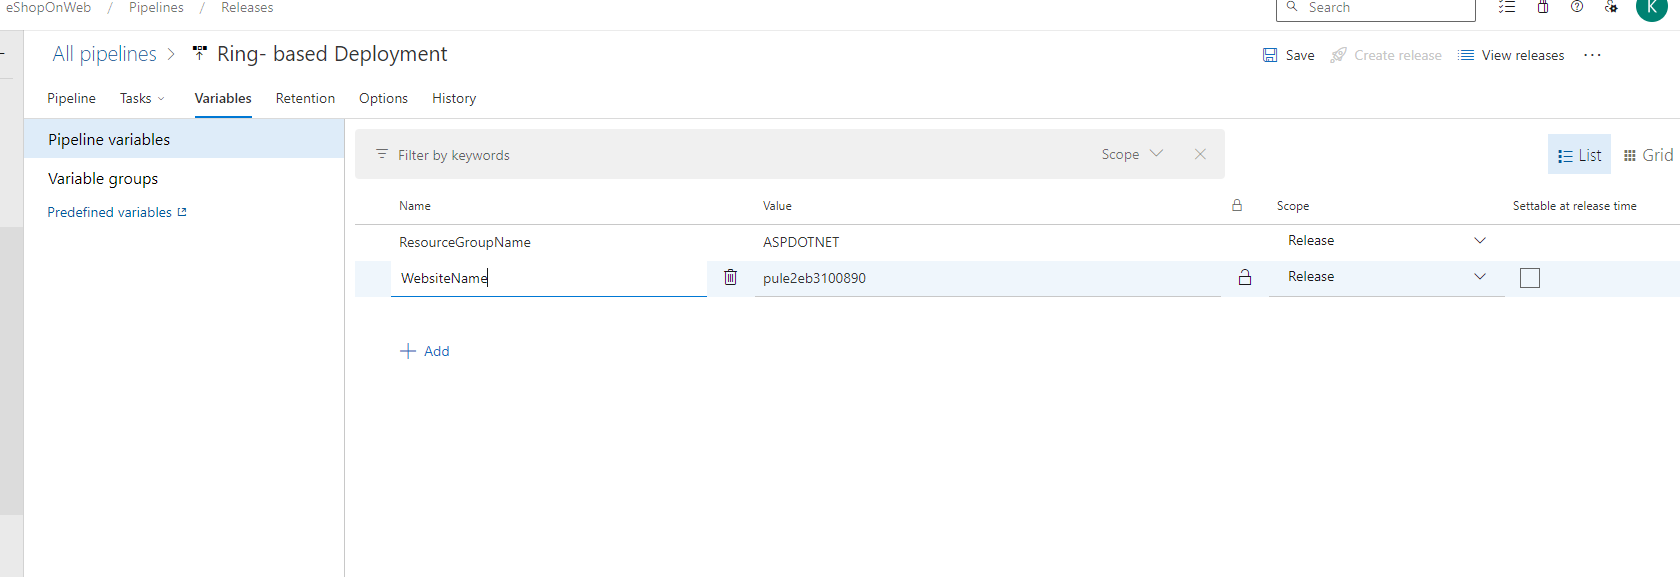 eShopOnWeb / Pipelines / Releases
Search
K
All pipelines > Ring- based Deployment
Save Create release View releases ...
Pipeline Tasks Variables Retention Options History
Pipeline variables
Variable groups
Predefined variables
Filter by keywords Scope
List Grid
Name Value Scope Settable at release time
ResourceGroupName ASPDOTNET Release
WebsiteName pule2eb3100890 Release
+ Add